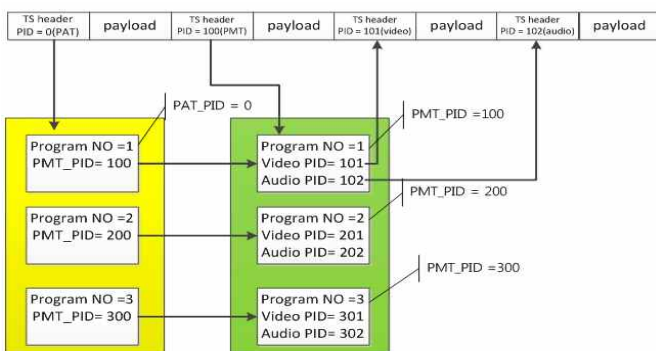 TS header
PID = 0(PAT)
payload
TS header
PID = 100(PMT)
payload
TS header
PID = 101(video)
payload
TS header
PID = 102(audio)
payload
PAT_PID = 0
Program NO =1
PMT_PID= 100
Program NO =2
PMT_PID= 200
Program NO =3
PMT_PID= 300
PMT_PID =100
Program NO =1
Video PID= 101
Audio PID= 102
PMT_PID = 200
Program NO =2
Video PID= 201
Audio PID= 202
PMT_PID =300
Program NO =3
Video PID= 301
Audio PID= 302